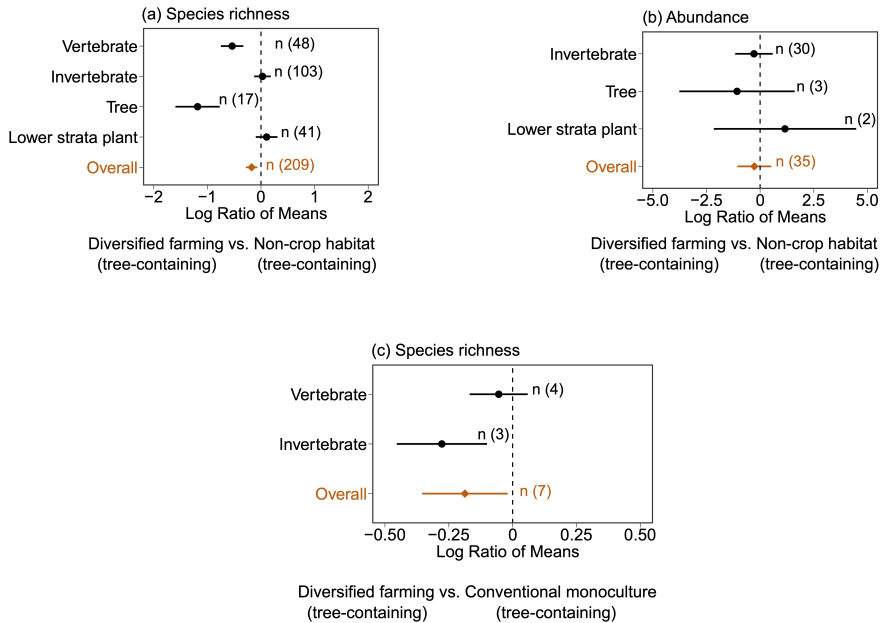 (a) Species richness
Vertebrate
n (48)
Invertebrate
n (103)
Tree
n (17)
Lower strata plant
n (41)
Overall
n (209)
−2 −1 0 1 2
Log Ratio of Means
Diversified farming vs. Non-crop habitat
(tree-containing) (tree-containing)
(b) Abundance
Invertebrate
n (30)
Tree
n (3)
Lower strata plant
n (2)
Overall
n (35)
−5.0 −2.5 0 2.5 5.0
Log Ratio of Means
Diversified farming vs. Non-crop habitat
(tree-containing) (tree-containing)
(c) Species richness
Vertebrate
n (4)
Invertebrate
n (3)
Overall
n (7)
−0.50 −0.25 0 0.25 0.50
Log Ratio of Means
Diversified farming vs. Conventional monoculture
(tree-containing) (tree-containing)